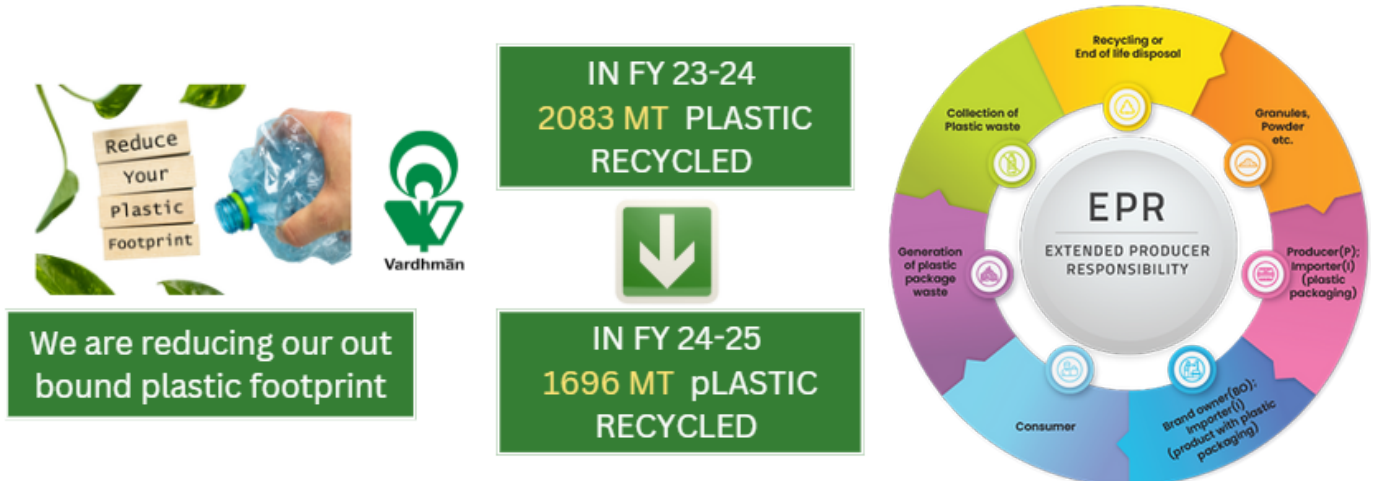 Reduce
Your
Plastic
Footprint
Vardhmān
We are reducing our out
bound plastic footprint
IN FY 23-24
2083 MT PLASTIC
RECYCLED
IN FY 24-25
1696 MT pLASTIC
RECYCLED
Recycling or
End of life disposal
Granules,
Powder
etc.
Producer(P);
Importer(I)
(plastic
packaging)
Brand owner(BO);
Importer(I)
(product with plastic
packaging)
Consumer
Generation
of plastic
package
waste
Collection of
Plastic waste
EPR
EXTENDED PRODUCER
RESPONSIBILITY